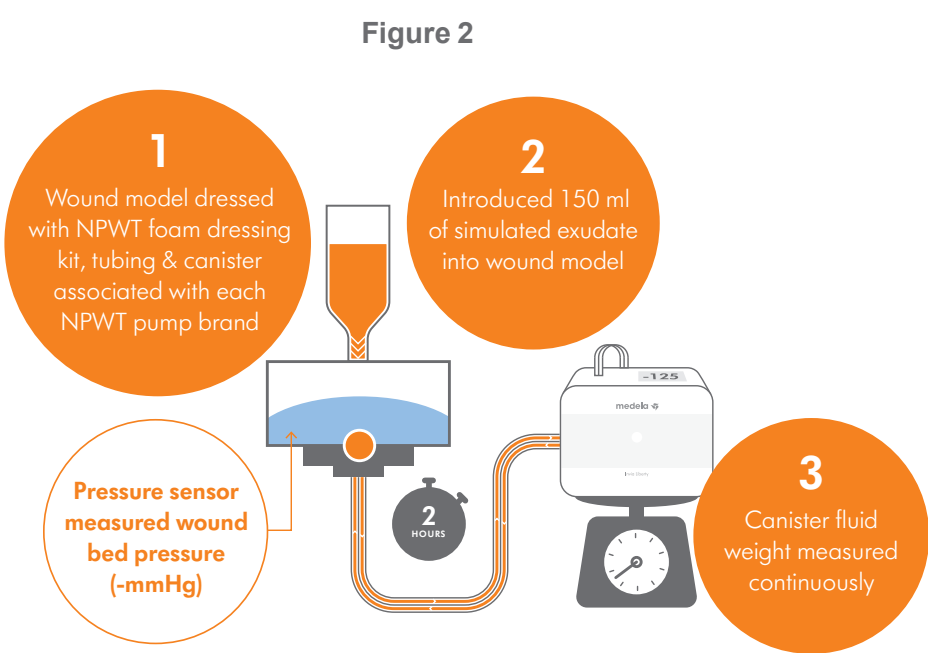 Figure 2
1
Wound model dressed
with NPWT foam dressing
kit, tubing & canister
associated with each
NPWT pump brand
2
Introduced 150 ml
of simulated exudate
into wound model
-125
medela
Pressure sensor
measured wound
bed pressure
(-mmHg)
2
HOURS
3
Canister fluid
weight measured
continuously